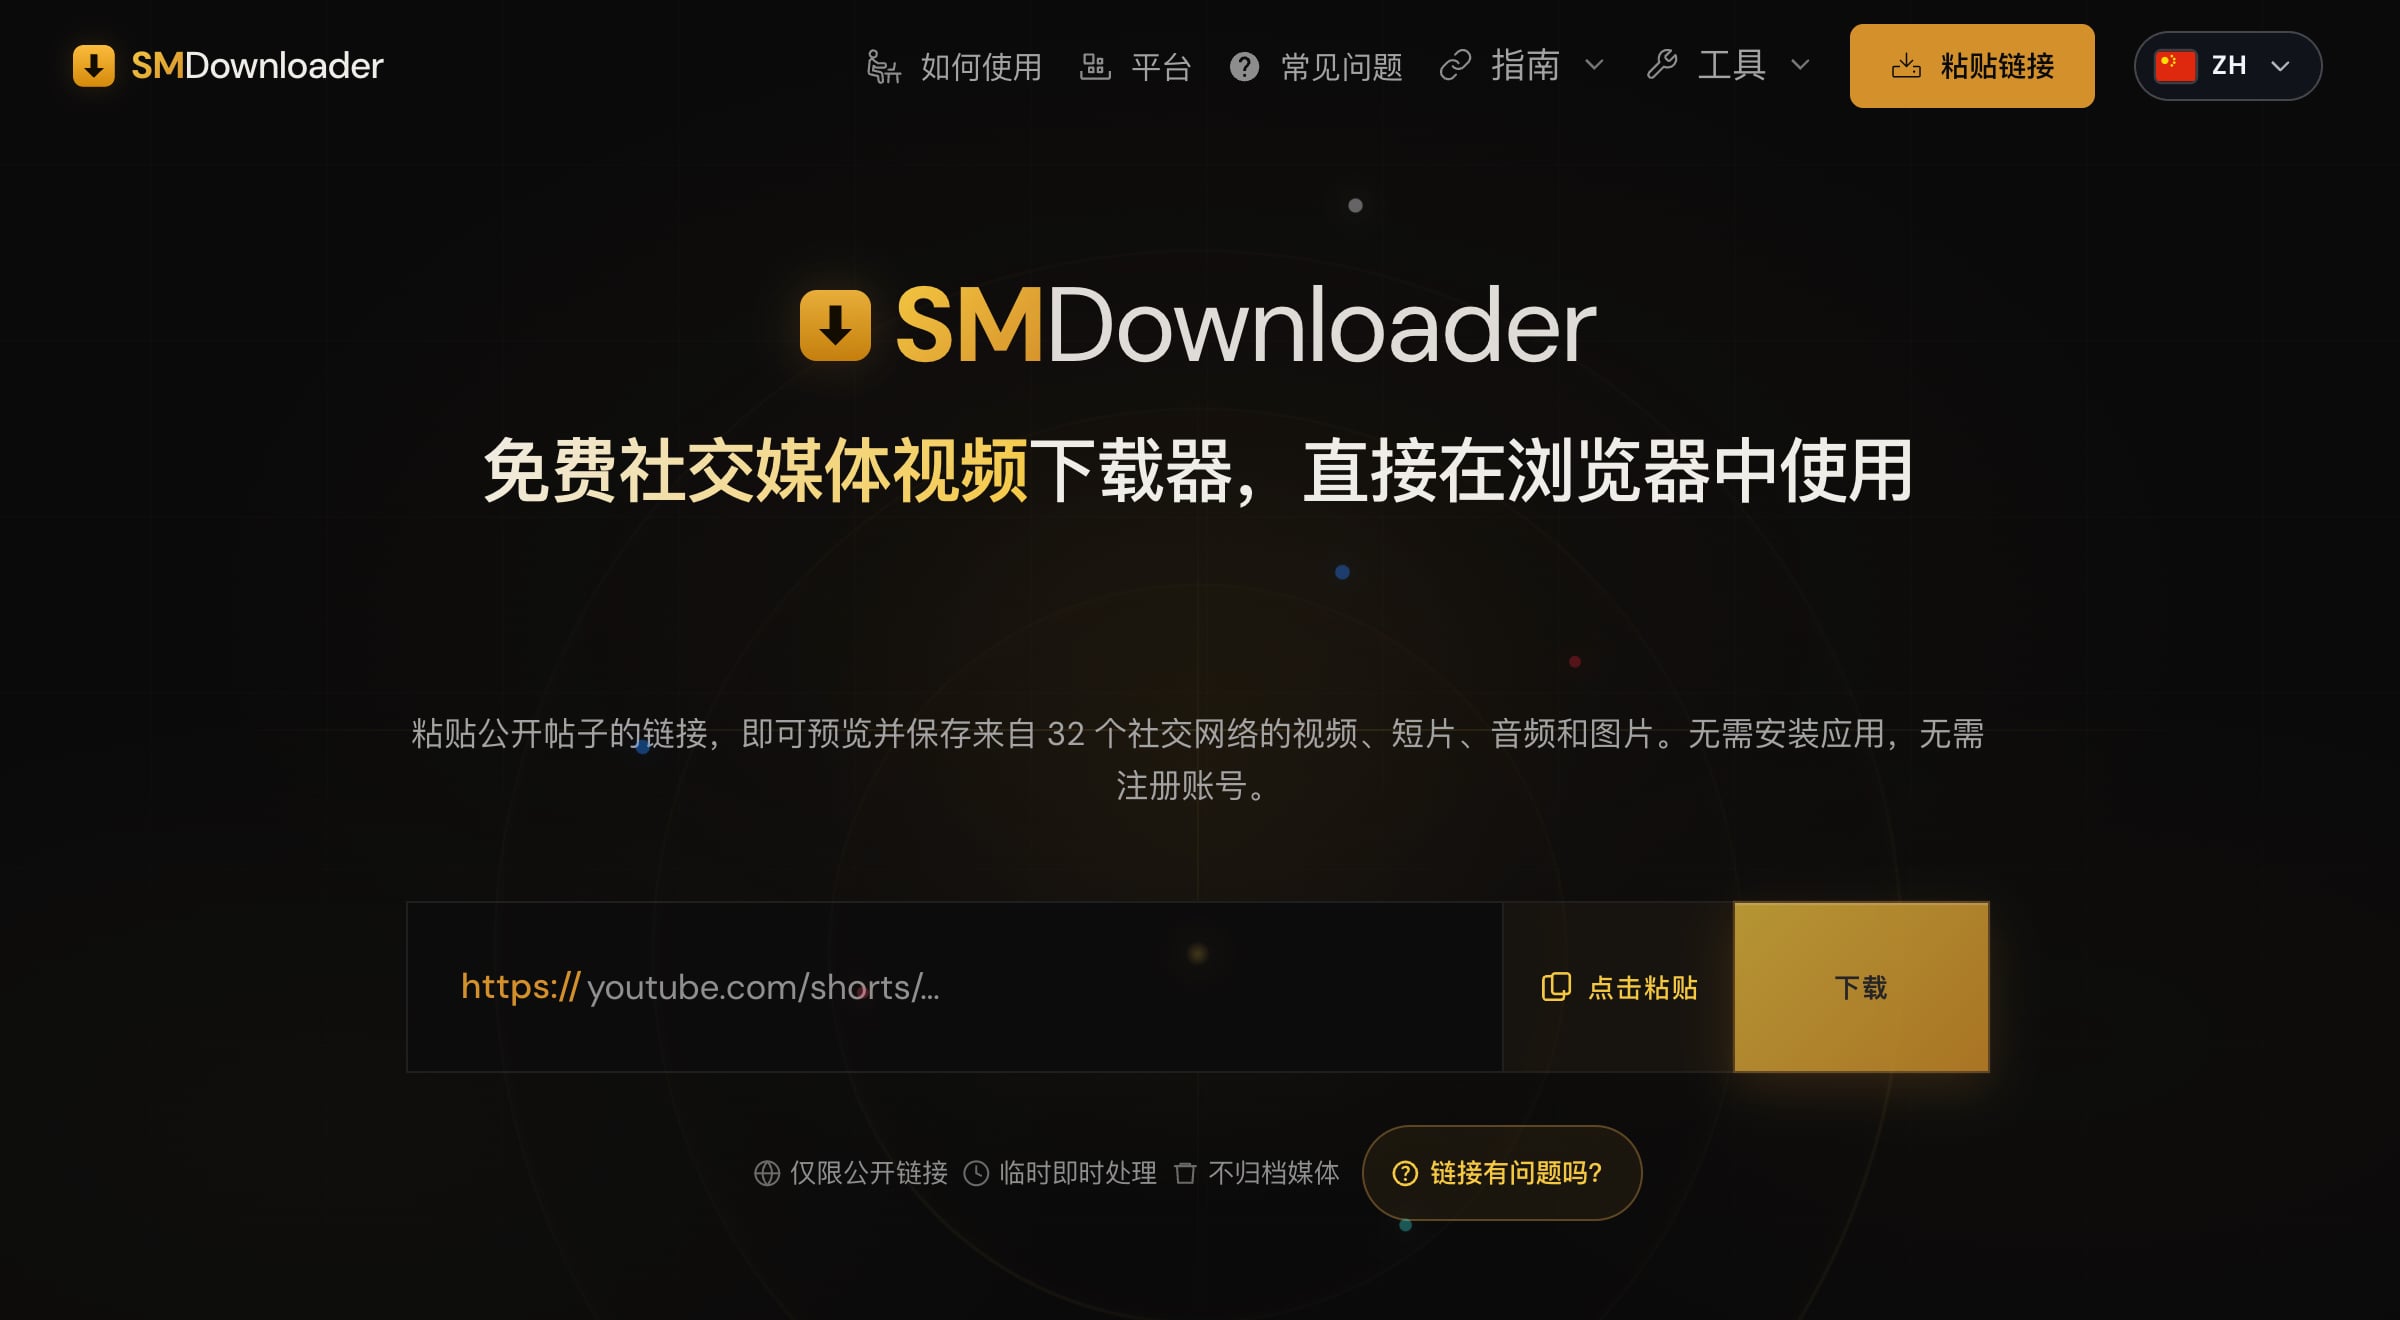 SMDownloader
如何使用
平台
常见问题
指南
工具
粘贴链接
ZH
SMDownloader
免费社交媒体视频下载器，直接在浏览器中使用
粘贴公开帖子的链接，即可预览并保存来自 32 个社交网络的视频、短片、音频和图片。无需安装应用，无需
注册账号。
https:// youtube.com/shorts/...
点击粘贴
下载
仅限公开链接
临时即时处理
不归档媒体
链接有问题吗?